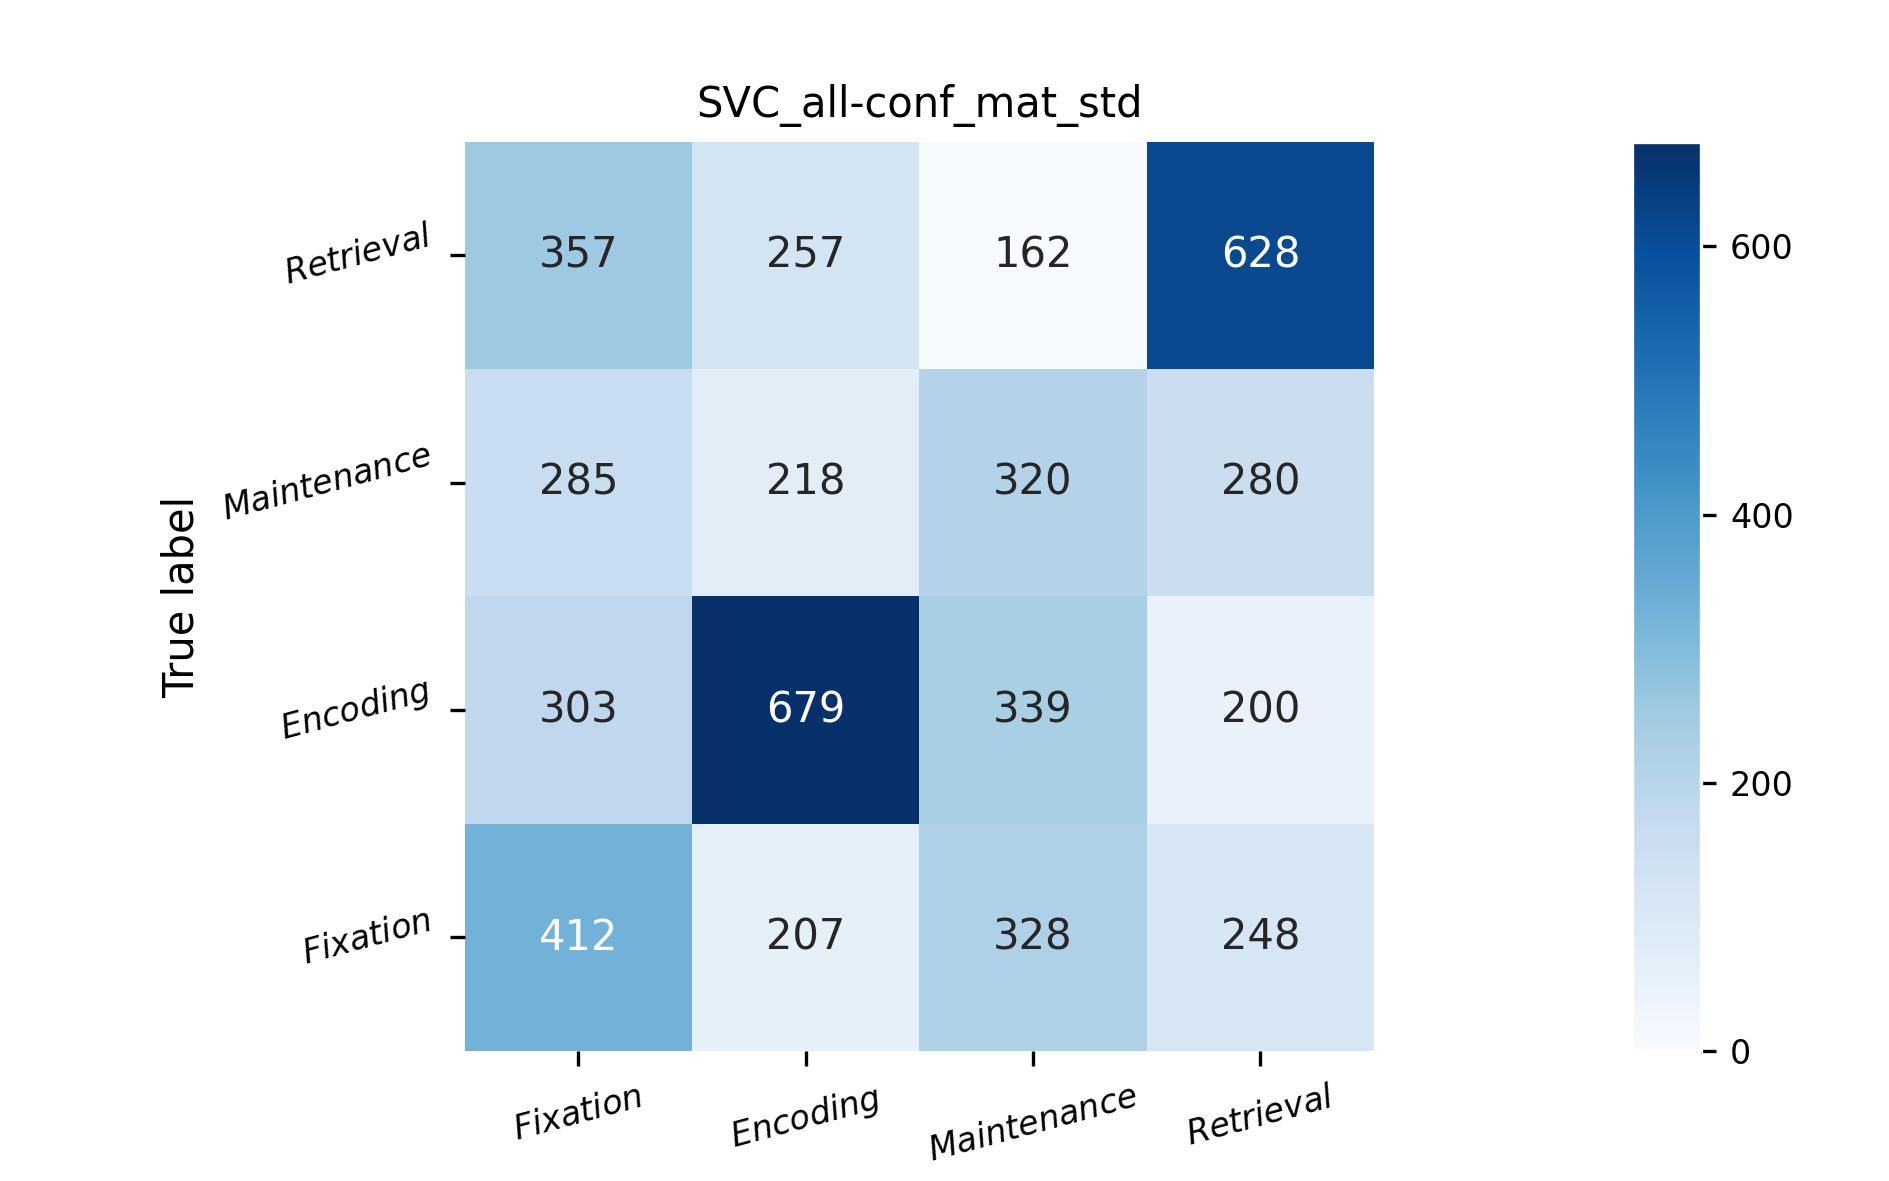 SVC_all-conf_mat_std
Retrieval
357 257 162 628
Maintenance
285 218 320 280
Encoding
303 679 339 200
Fixation
412 207 328 248
True label
Fixation Encoding Maintenance Retrieval
600
400
200
0